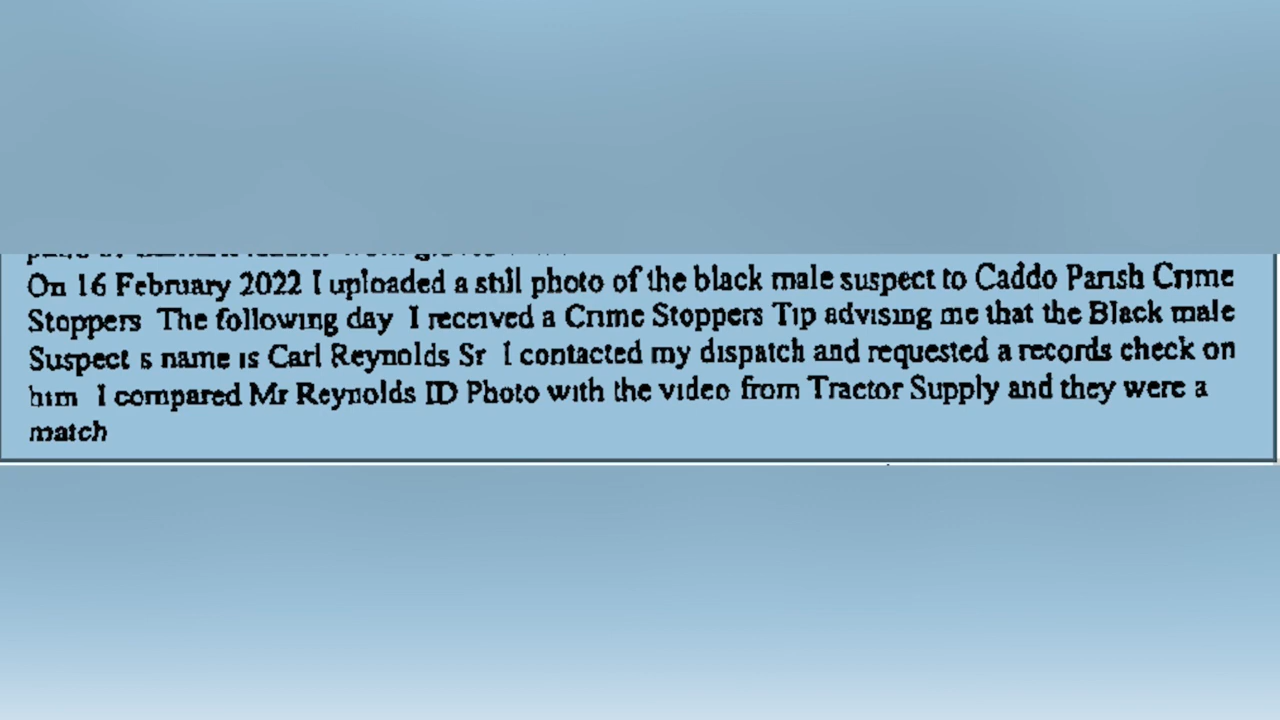 On 16 February 2022 I uploaded a still photo of the black male suspect to Caddo Parish Crime
Stoppers The following day I received a Crime Stoppers Tip advising me that the Black male
Suspect s name is Carl Reynolds Sr I contacted my dispatch and requested a records check on
him I compared Mr Reynolds ID Photo with the video from Tractor Supply and they were a
match